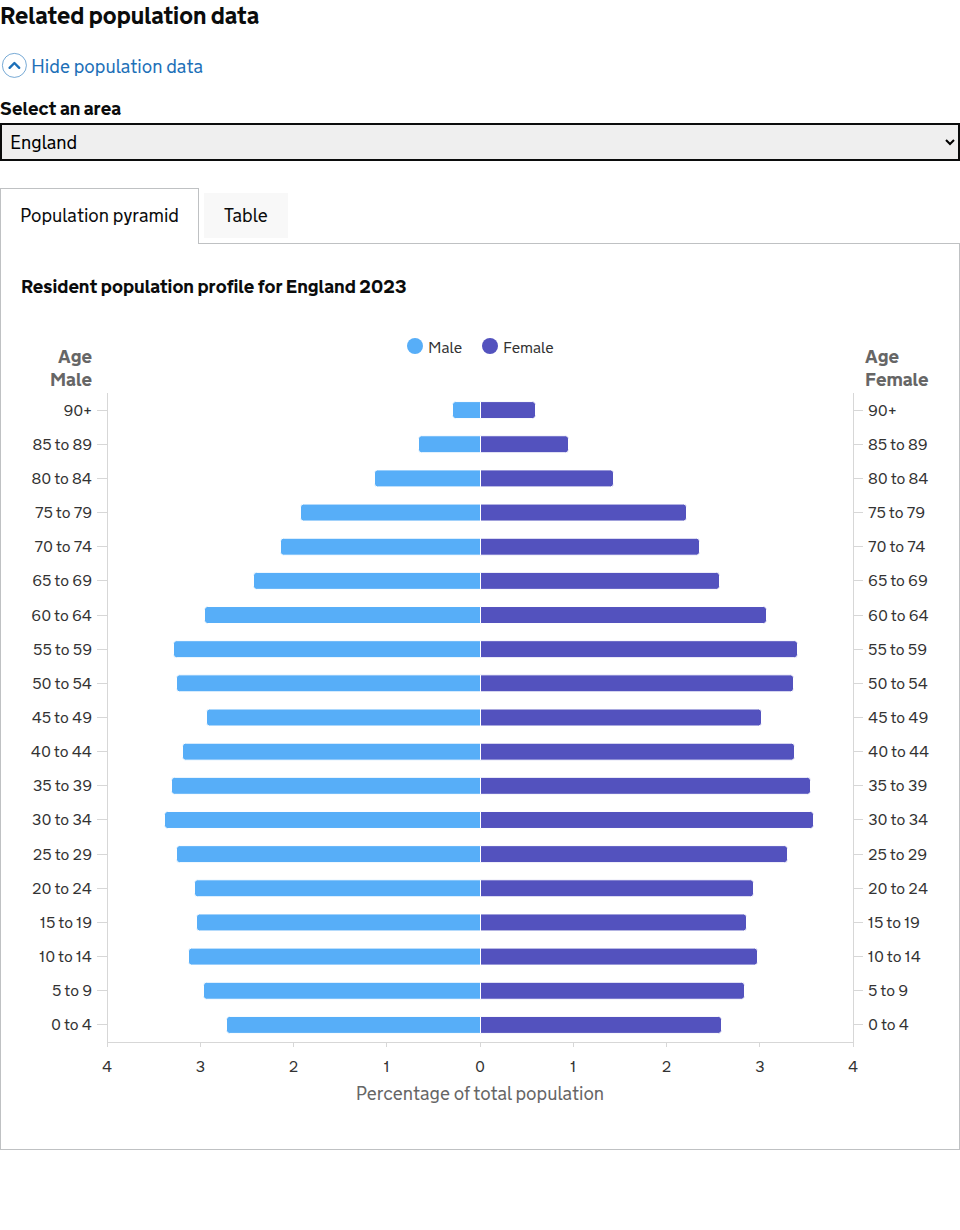 Related population data
Hide population data
Select an area
England
Population pyramid Table
Resident population profile for England 2023
Male Female
Age Age
Male Female
90+ 90+
85 to 89 85 to 89
80 to 84 80 to 84
75 to 79 75 to 79
70 to 74 70 to 74
65 to 69 65 to 69
60 to 64 60 to 64
55 to 59 55 to 59
50 to 54 50 to 54
45 to 49 45 to 49
40 to 44 40 to 44
35 to 39 35 to 39
30 to 34 30 to 34
25 to 29 25 to 29
20 to 24 20 to 24
15 to 19 15 to 19
10 to 14 10 to 14
5 to 9 5 to 9
0 to 4 0 to 4
4 3 2 1 0 1 2 3 4
Percentage of total population